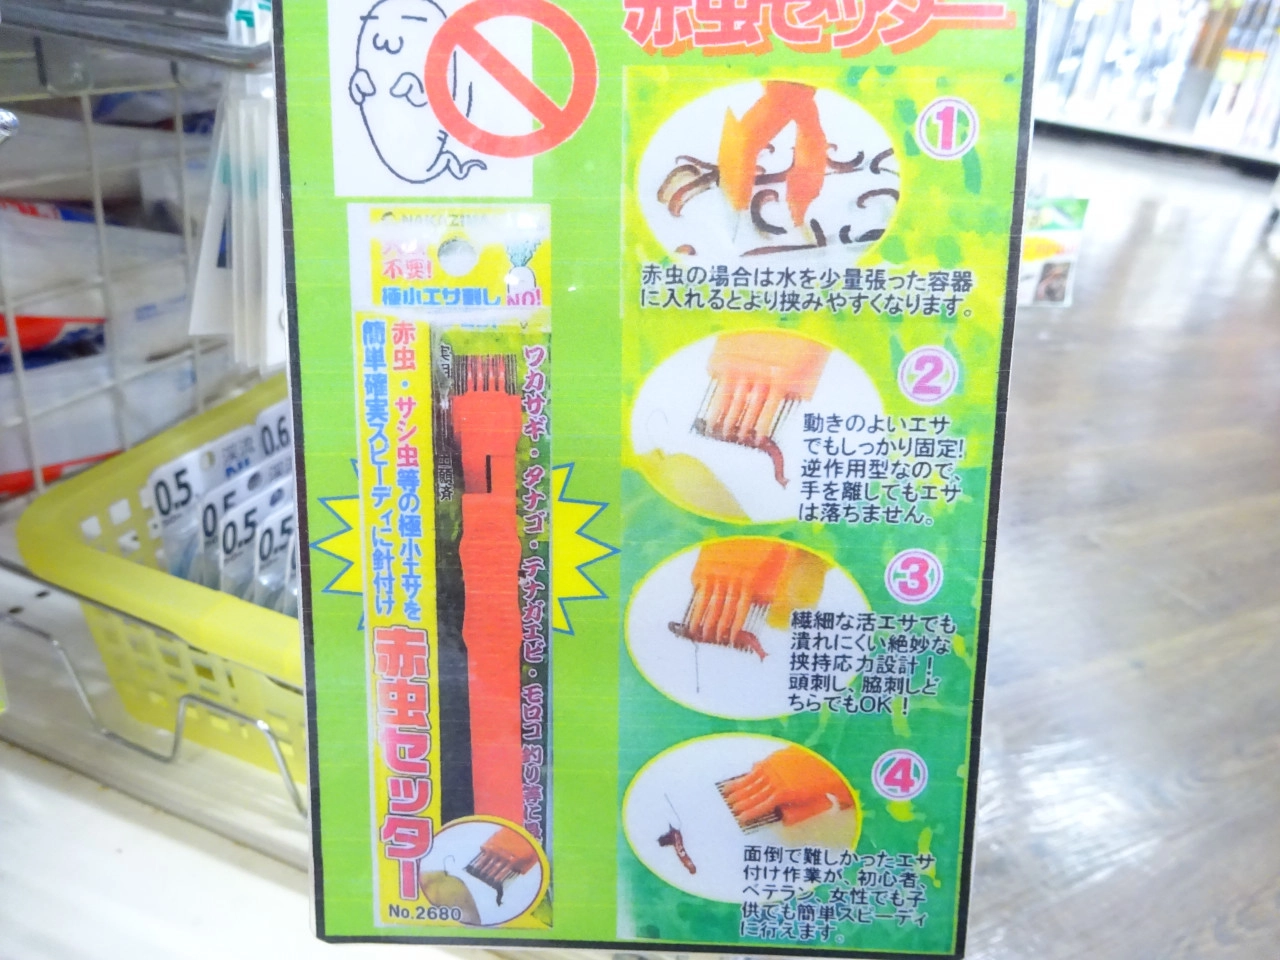 赤虫セッター
①
赤虫の場合は水を少量張った容器
に入れるとより挟みやすくなります。
②
動きのよいエサ
でもしっかり固定!
逆作用型なので、
手を離してもエサ
は落ちません。
③
繊細な活エサでも
潰れにくい絶妙な
挟持応力設計!
頭刺し、脇刺しど
ちらでもOK!
④
面倒で難しかったエサ
付け作業が、初心者、
ベテラン、女性でも子
供でも簡単スピーディ
に行えます。
不要!
極小エサ刺し
NO!
ワカサギ・タナゴ・テナガエビ・モロコ釣り等に
赤虫・サシ虫等の極小エサを
簡単確実スピーディに針付け
赤虫セッター
No.2680
0.5
0.6
0.5
0.5